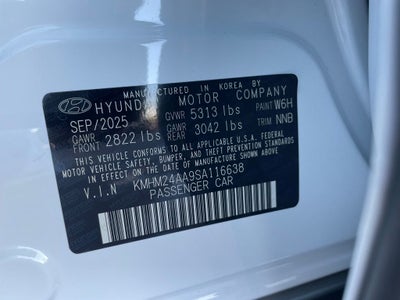 MANUFACTURED IN KOREA BY
HYUNDAI MOTOR COMPANY
SEP/2025 GVWR 5313 lbs PAINT W6H
GAWR FRONT 2822 lbs GAWR REAR 3042 lbs TRIM NNB
THIS VEHICLE CONFORMS TO ALL APPLICABLE U.S.A. FEDERAL
MOTOR VEHICLE SAFETY, BUMPER AND THEFT PREVENTION STANDARDS
IN EFFECT ON THE DATE OF MANUFACTURE SHOWN ABOVE.
V.I.N KMHM24AA9SA116638
PASSENGER CAR